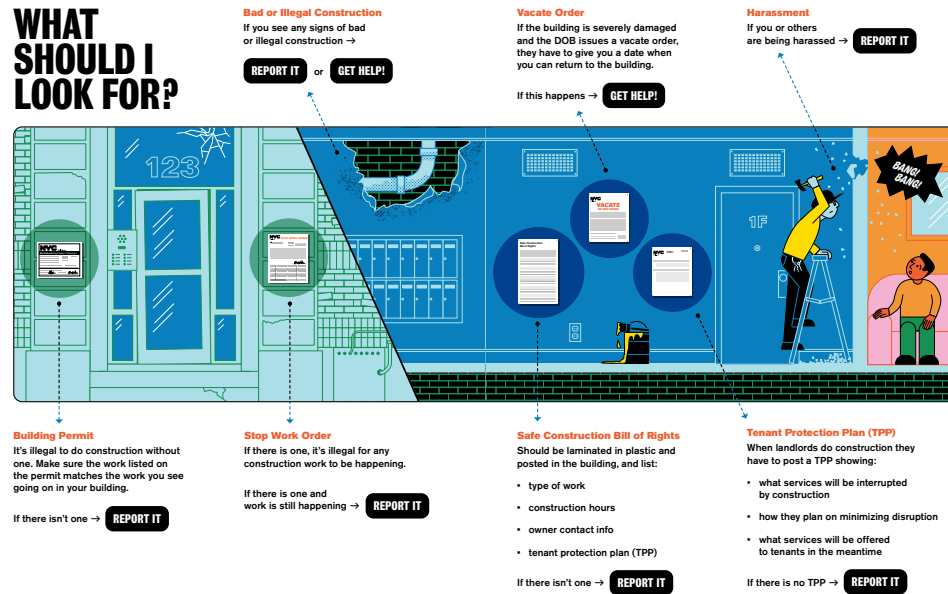 WHAT
SHOULD I
LOOK FOR?
Bad or Illegal Construction
If you see any signs of bad
or illegal construction →
REPORT IT or GET HELP!
Vacate Order
If the building is severely damaged
and the DOB issues a vacate order,
they have to give you a date when
you can return to the building.
If this happens → GET HELP!
Harassment
If you or others
are being harassed → REPORT IT
123
NYC
NYC
Safe Construction
Bill of Rights
NYC
VACATE
NYC
1F
BANG!
BANG!
Building Permit
It’s illegal to do construction without
one. Make sure the work listed on
the permit matches the work you see
going on in your building.
If there isn’t one → REPORT IT
Stop Work Order
If there is one, it’s illegal for any
construction work to be happening.
If there is one and
work is still happening → REPORT IT
Safe Construction Bill of Rights
Should be laminated in plastic and
posted in the building, and list:
• type of work
• construction hours
• owner contact info
• tenant protection plan (TPP)
If there isn’t one → REPORT IT
Tenant Protection Plan (TPP)
When landlords do construction they
have to post a TPP showing:
• what services will be interrupted
by construction
• how they plan on minimizing disruption
• what services will be offered
to tenants in the meantime
If there is no TPP → REPORT IT